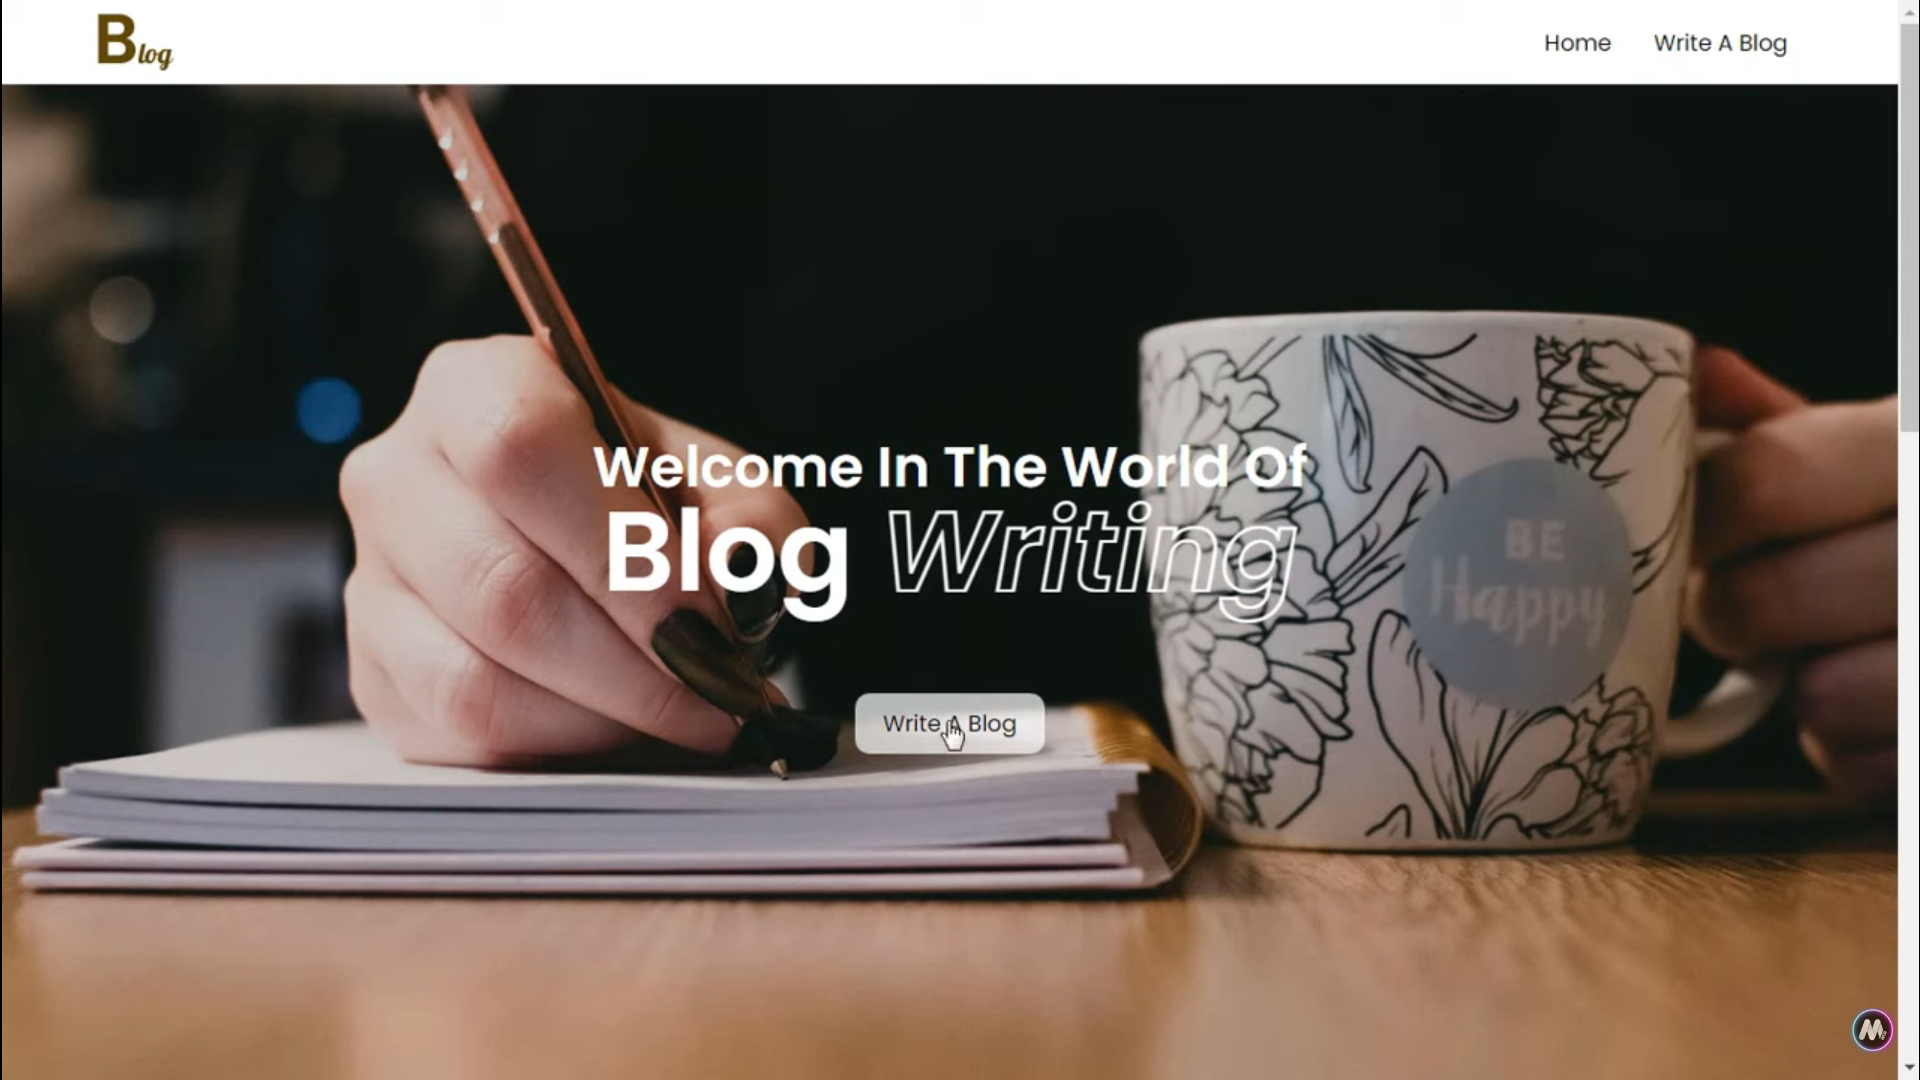 Blog
Home
Write A Blog
Welcome In The World Of
Blog Writing
BE
Happy
Write A Blog
M